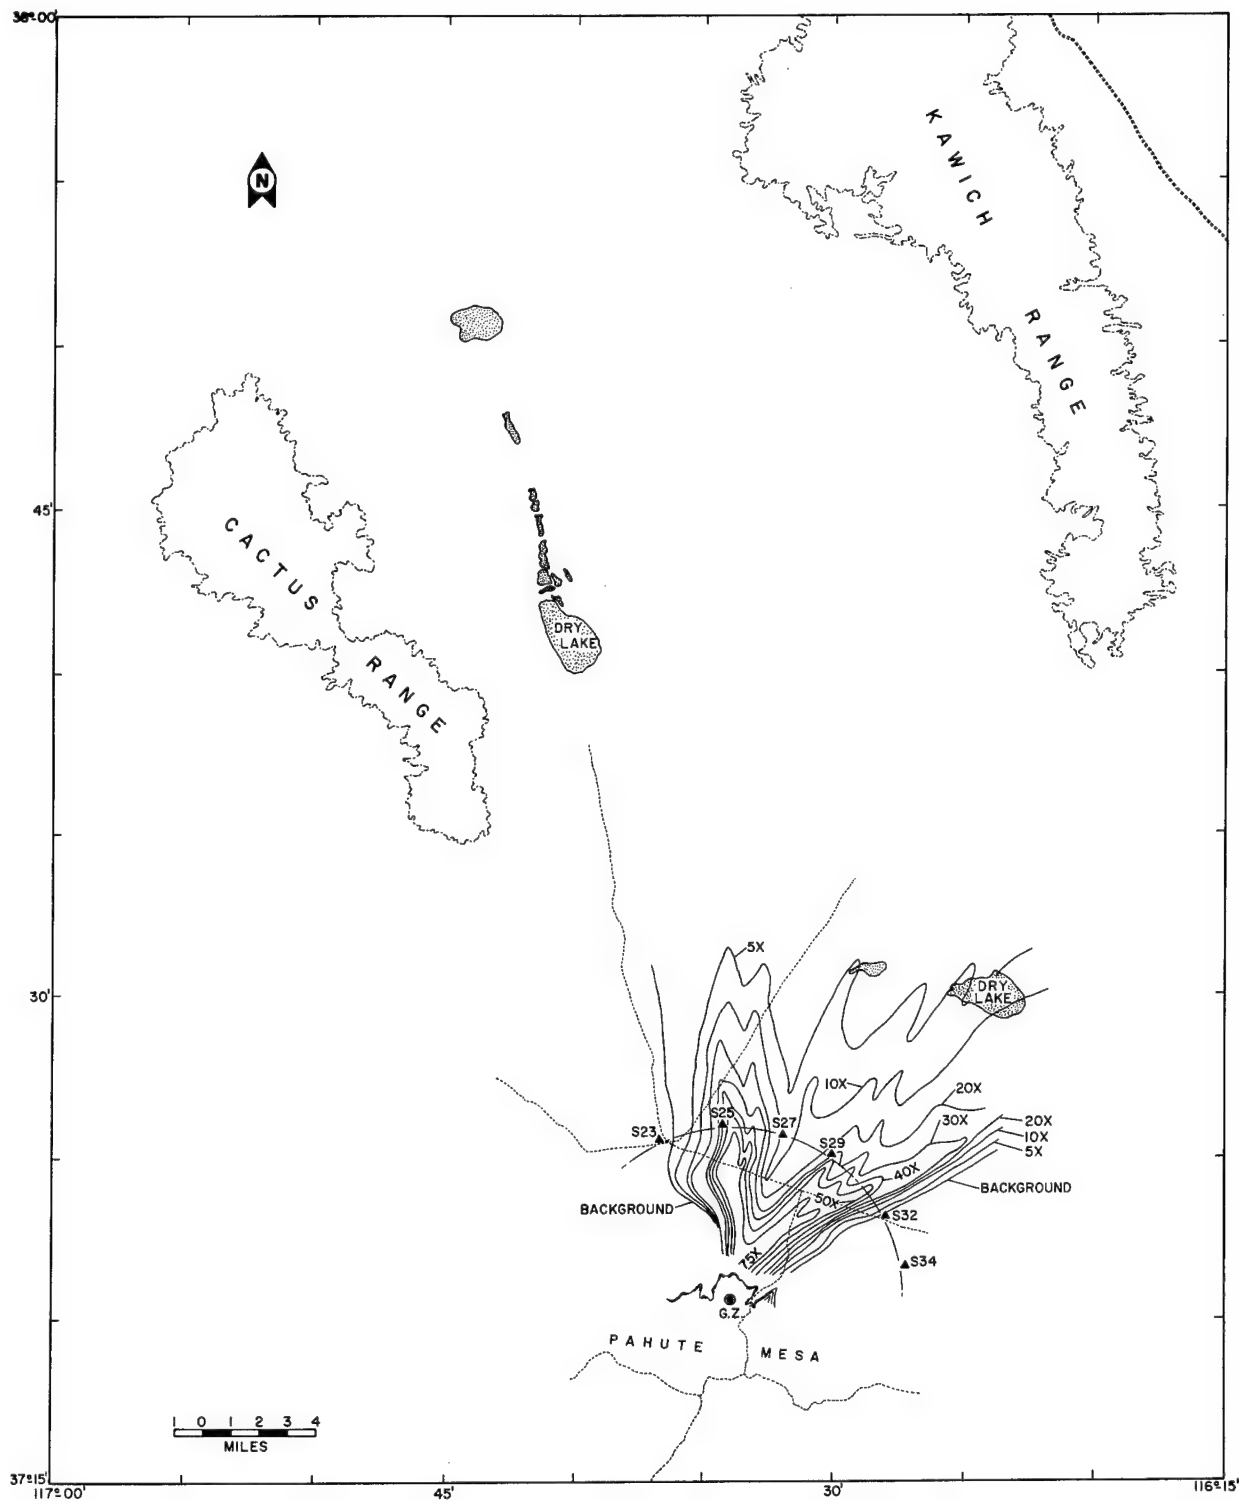 38°00'
KAWICH
RANGE
N
45'
CACTUS
RANGE
DRY
LAKE
5X
30'
DRY
LAKE
10X
20X
30X
20X
10X
5X
S23
S25
S27
S29
40X
50X
BACKGROUND
BACKGROUND
S32
75X
S34
G.Z.
PAHUTE MESA
1 0 1 2 3 4
MILES
37°15'
117°00'
45'
30'
116°15'